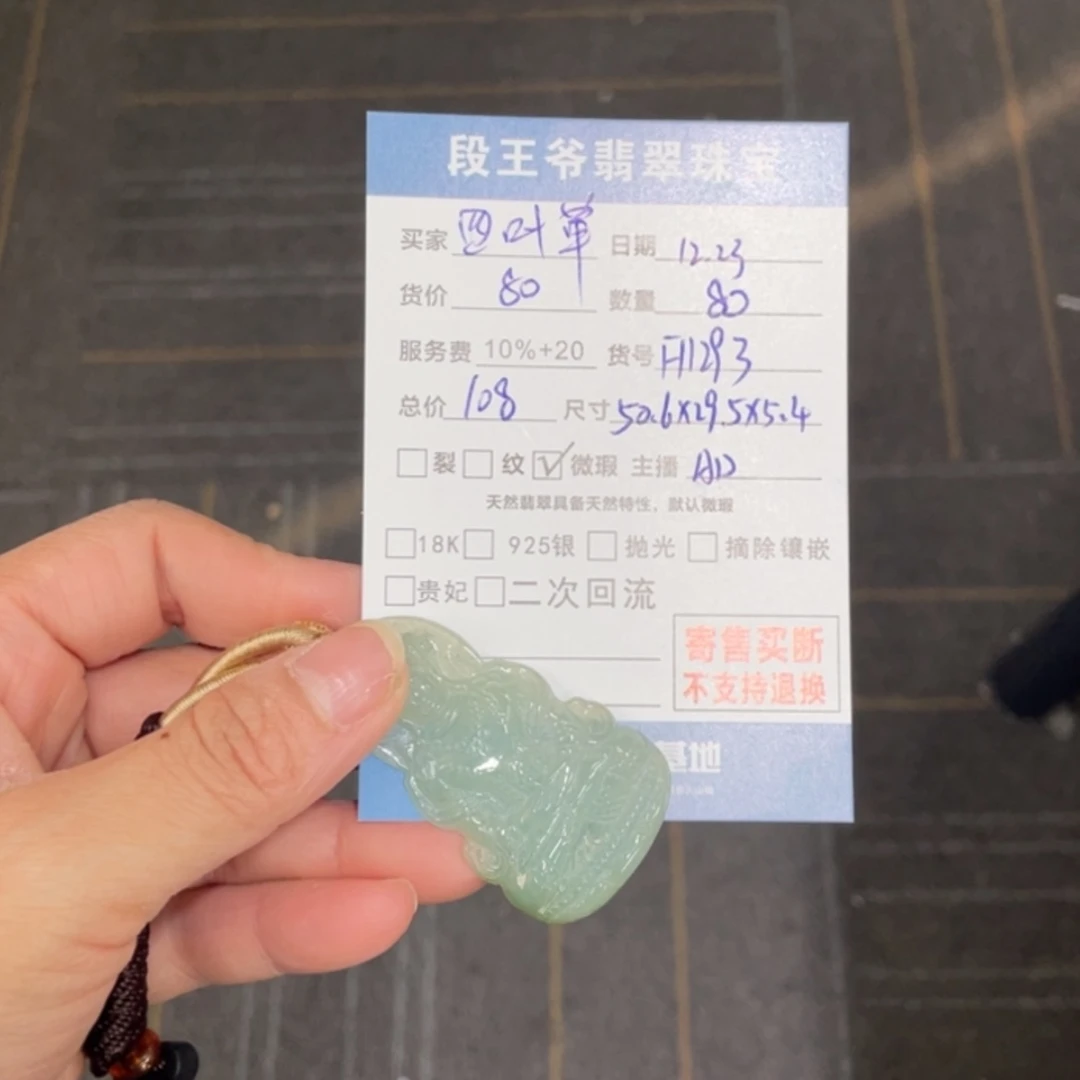 段王爷翡翠珠宝
买家 四叶草 日期 12.23
货价 80 数量 80
服务费 10%+20 货号 H1293
总价 108 尺寸 50.6X29.5X5.4
裂 纹 微瑕 主播 AD
天然翡翠具备天然特性，默认微瑕
18K 925银 抛光 摘除镶嵌
贵妃 二次回流
寄售买断
不支持退换
基地